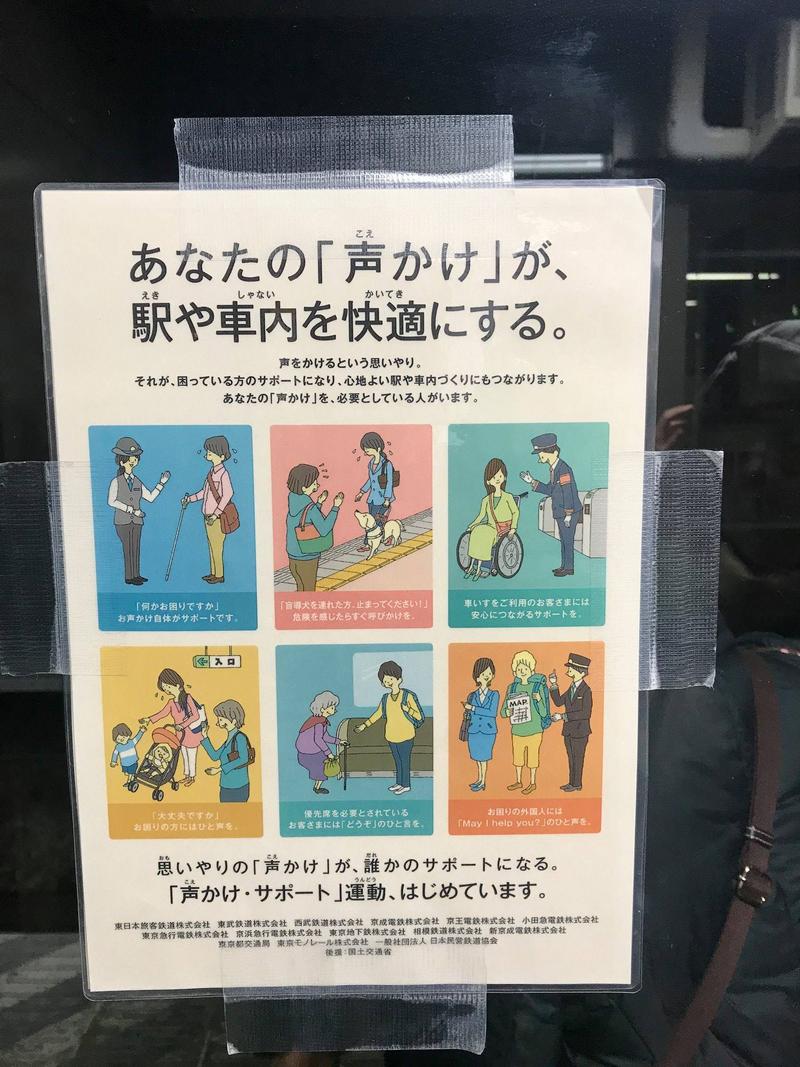 あなたの「声かけ」が、
駅や車内を快適にする。
声をかけるという思いやり。
それが、困っている方のサポートになり、心地よい駅や車内づくりにもつながります。
あなたの「声かけ」を、必要としている人がいます。
「何かお困りですか」
お声かけ自体がサポートです。
「盲導犬を連れた方、止まってください!」
危険を感じたらすぐ呼びかけを。
車いすをご利用のお客さまには
安心につながるサポートを。
入口
「大丈夫ですか」
お困りの方にはひと声を。
優先席を必要とされている
お客さまには「どうぞ」のひと言を。
MAP
お困りの外国人には
「May I help you?」のひと声を。
思いやりの「声かけ」が、誰かのサポートになる。
「声かけ・サポート」運動、はじめています。
東日本旅客鉄道株式会社 東武鉄道株式会社 西武鉄道株式会社 京成電鉄株式会社 京王電鉄株式会社 小田急電鉄株式会社
東京急行電鉄株式会社 京浜急行電鉄株式会社 東京地下鉄株式会社 相模鉄道株式会社 新京成電鉄株式会社
東京都交通局 東京モノレール株式会社 一般社団法人 日本民営鉄道協会
後援:国土交通省